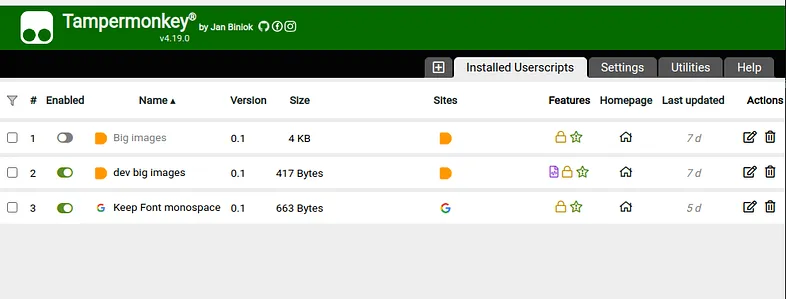 Tampermonkey® by Jan Biniok
v4.19.0
Installed Userscripts Settings Utilities Help
# Enabled Name ▴ Version Size Sites Features Homepage Last updated Actions
1 Big images 0.1 4 KB 7 d
2 dev big images 0.1 417 Bytes 7 d
3 Keep Font monospace 0.1 663 Bytes 5 d